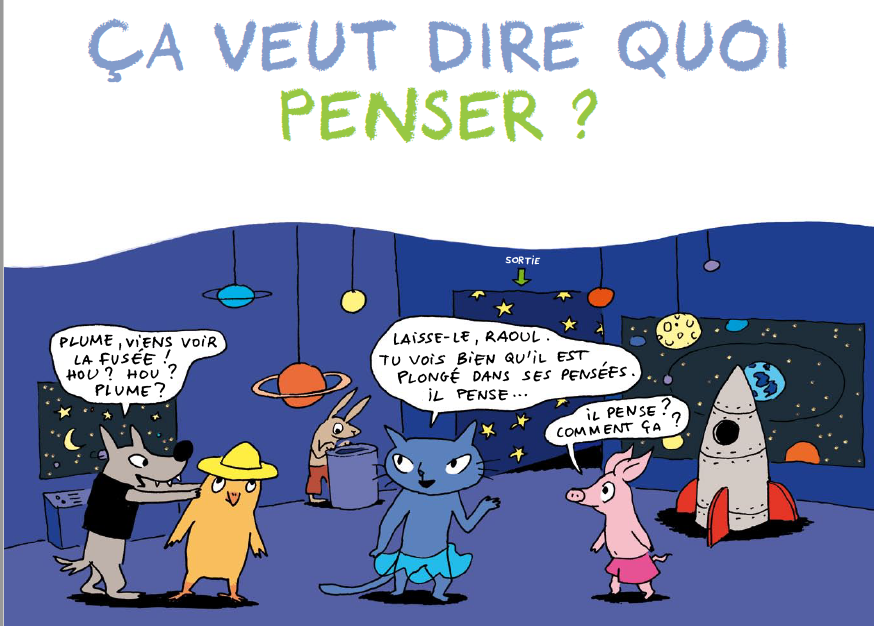 ÇA VEUT DIRE QUOI
PENSER ?
SORTIE
PLUME, VIENS VOIR
LA FUSÉE !
HOU ? HOU ?
PLUME ?
LAISSE-LE, RAOUL.
TU VOIS BIEN QU'IL EST
PLONGÉ DANS SES PENSÉES.
IL PENSE...
IL PENSE ?
COMMENT ÇA ?